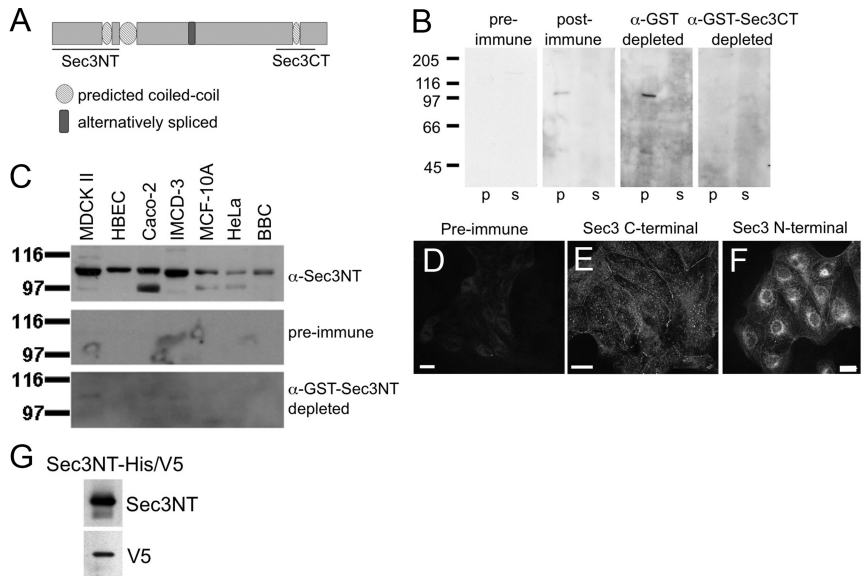 A
Sec3NT
Sec3CT
predicted coiled-coil
alternatively spliced
B
pre-
immune
post-
immune
α-GST
depleted
α-GST-Sec3CT
depleted
205
116
97
66
45
p s p s p s p s
C
MDCK II
HBEC
Caco-2
IMCD-3
MCF-10A
HeLa
BBC
116
97
α-Sec3NT
116
97
pre-immune
116
97
α-GST-Sec3NT
depleted
Pre-immune
Sec3 C-terminal
Sec3 N-terminal
D
E
F
G
Sec3NT-His/V5
Sec3NT
V5